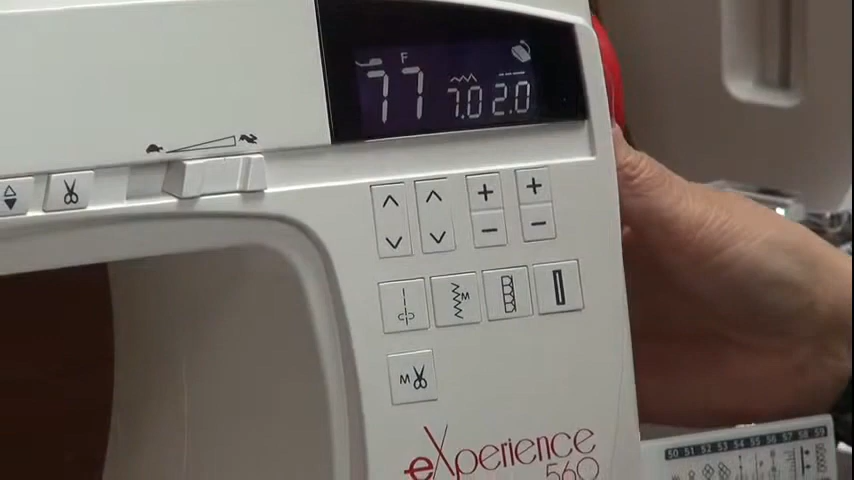 F
77 7.0 2.0
+ +
- -
M
M
eXperience
560
50 51 52 53 54 55 56 57 58 59